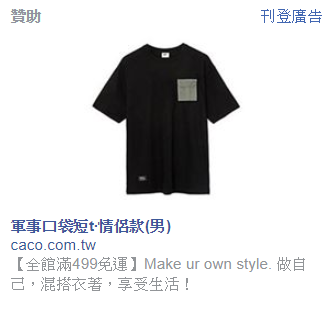 贊助 刊登廣告
軍事口袋短t·情侶款(男)
caco.com.tw
【全館滿499免運】Make ur own style. 做自
己，混搭衣著，享受生活！